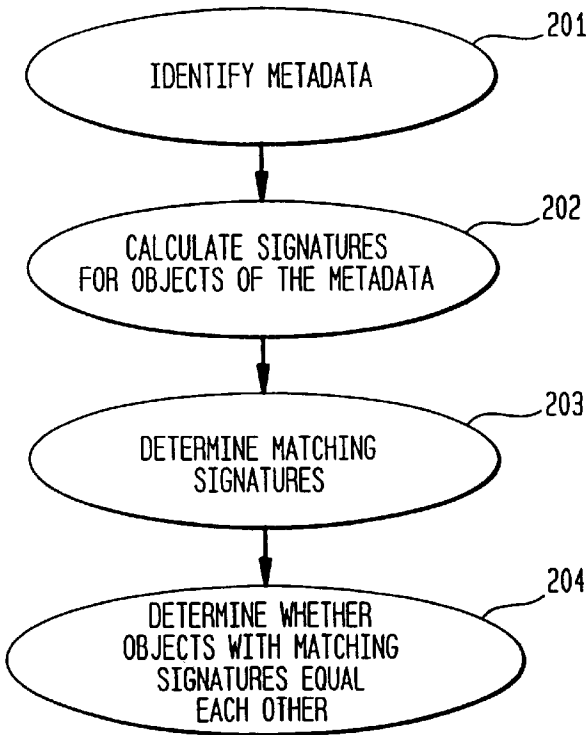 201
IDENTIFY METADATA
202
CALCULATE SIGNATURES
FOR OBJECTS OF THE METADATA
203
DETERMINE MATCHING
SIGNATURES
204
DETERMINE WHETHER
OBJECTS WITH MATCHING
SIGNATURES EQUAL
EACH OTHER